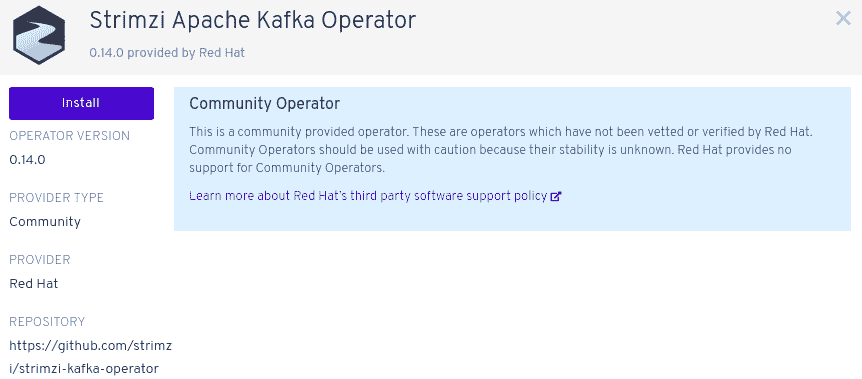 Strimzi Apache Kafka Operator
0.14.0 provided by Red Hat
Install
OPERATOR VERSION
0.14.0
PROVIDER TYPE
Community
PROVIDER
Red Hat
REPOSITORY
https://github.com/strimz
i/strimzi-kafka-operator
Community Operator
This is a community provided operator. These are operators which have not been vetted or verified by Red Hat.
Community Operators should be used with caution because their stability is unknown. Red Hat provides no
support for Community Operators.
Learn more about Red Hat's third party software support policy